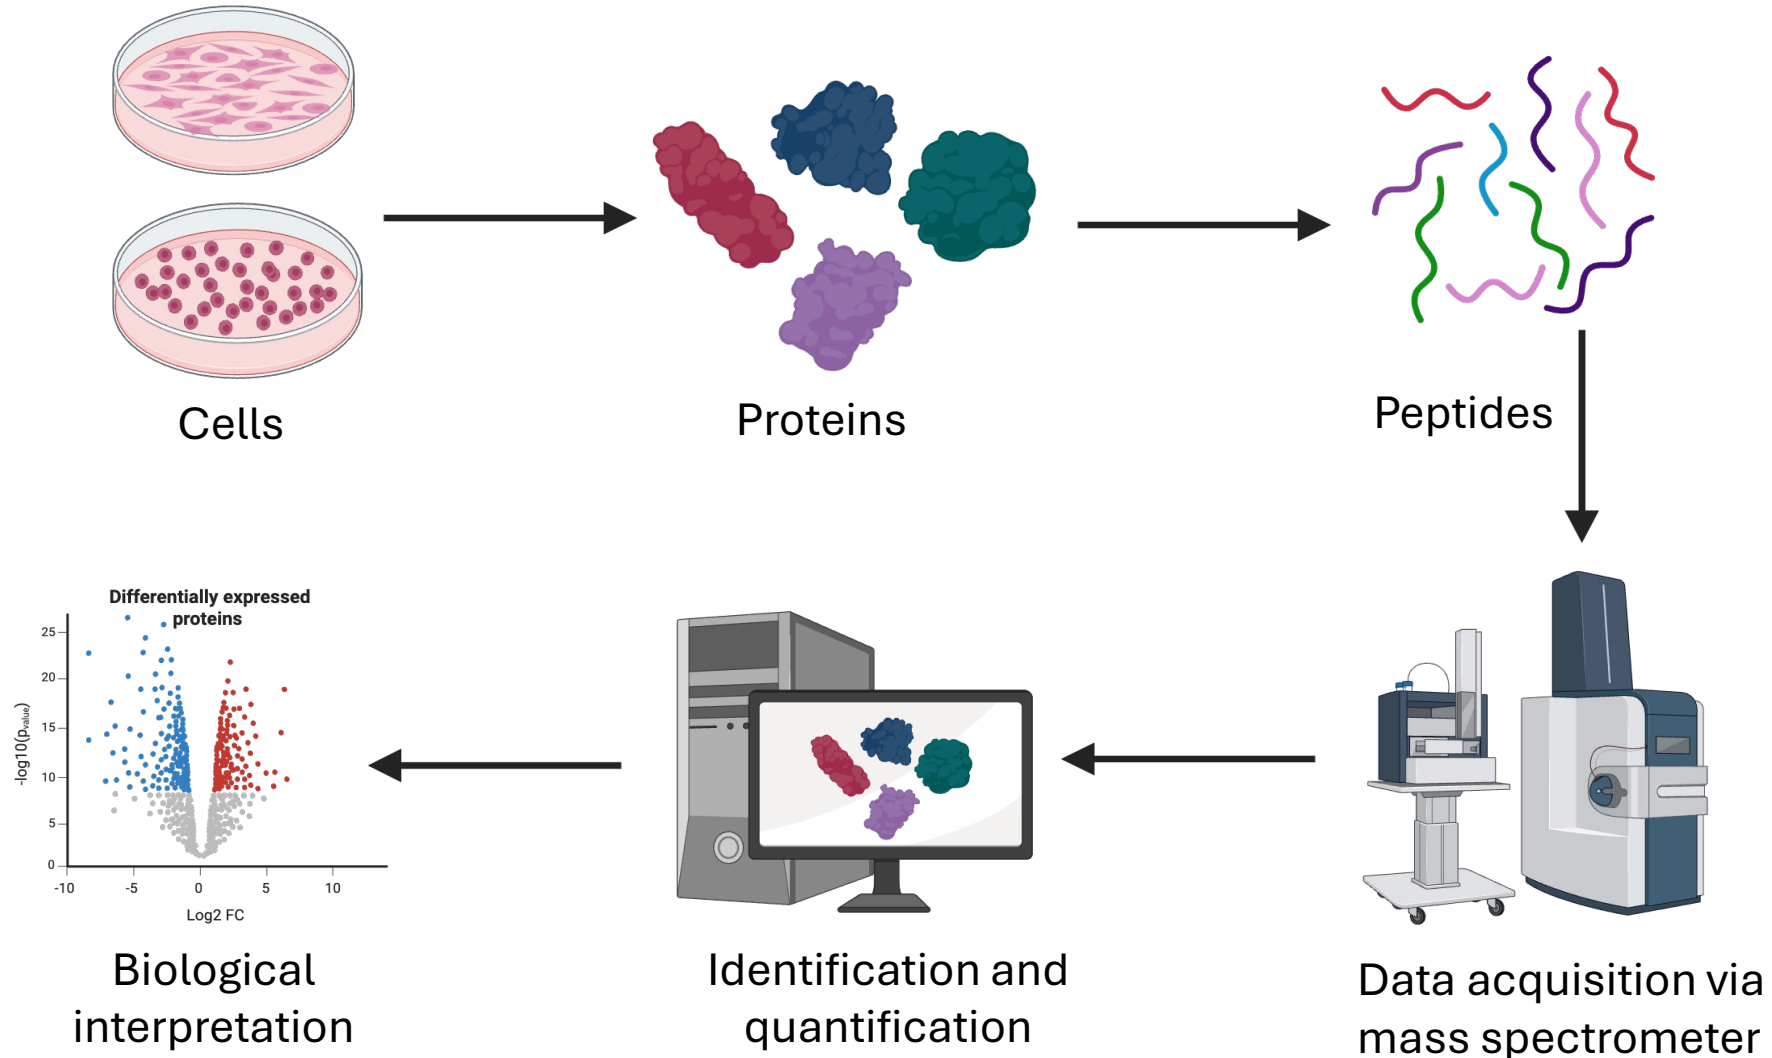 Cells
Proteins
Peptides
Differentially expressed
proteins
25
20
15
10
5
0
-log10(pvalue)
-10
-5
0
5
10
Log2 FC
Biological
interpretation
Identification and
quantification
Data acquisition via
mass spectrometer